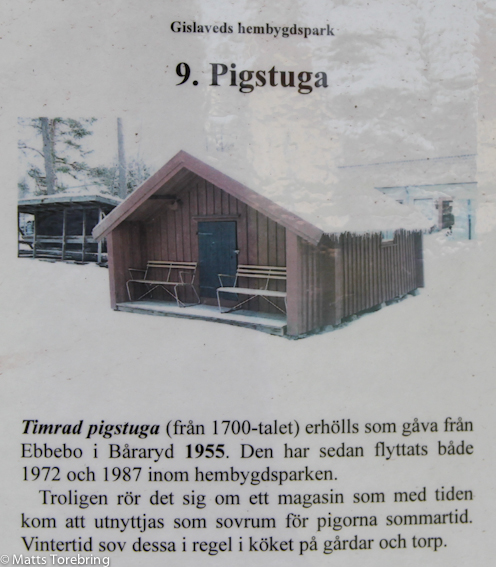 Gislaveds hembygdspark
9. Pigstuga
Timrad pigstuga (från 1700-talet) erhölls som gåva från
Ebbebo i Båraryd 1955. Den har sedan flyttats både
1972 och 1987 inom hembygdsparken.
Troligen rör det sig om ett magasin som med tiden
kom att utnyttjas som sovrum för pigorna sommartid.
Vintertid sov dessa i regel i köket på gårdar och torp.
© Matts Torebring